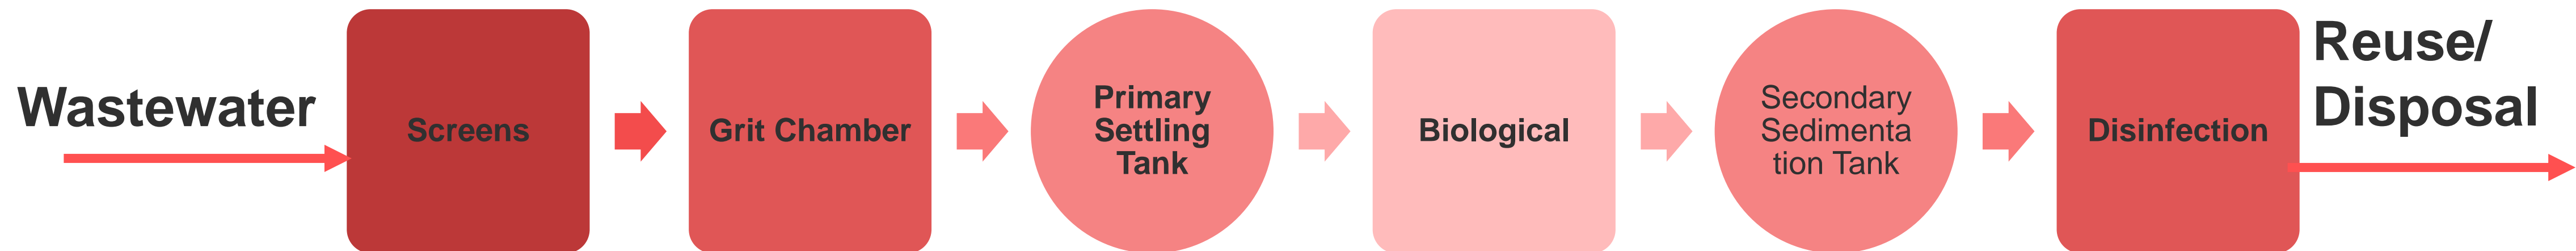 Wastewater
Screens
Grit Chamber
Primary
Settling
Tank
Biological
Secondary
Sedimenta
tion Tank
Disinfection
Reuse/
Disposal